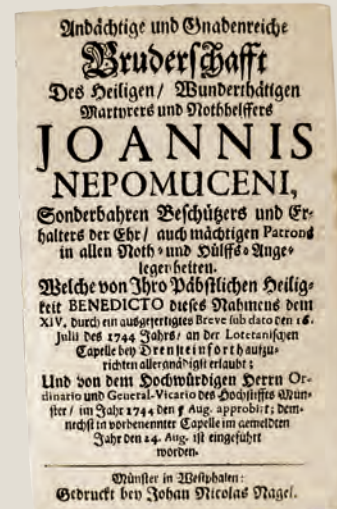 Andächtige und Gnadenreiche
Bruderschafft
Des Heiligen/ Wunderthätigen
Martyrers und Nothhelffers
JOANNIS
NEPOMUCENI,
Sonderbahren Beschützers und Er-
halters der Ehr/ auch mächtigen Patrons
in allen Noth- und Hülffs-Ange-
legenheiten.
Welche von Ihro Päbstlichen Heilig-
keit BENEDICTO dieses Nahmens dem
XIV. durch ein ausgefertigtes Breve sub dato den 16.
Julii des 1744 Jahrs/ an der Lotetanischen
Capelle bey Drensteinforth aufzu-
richten allergnädigst erlaubt;
Und von dem Hochwürdigen Herrn Or-
dinario und General-Vicario des Hochstiffts Mün-
ster/ im Jahr 1744 den 5 Aug. approbirt; dem-
nechst in vorbenennter Capelle im gemeldten
Jahr den 24. Aug. ist eingeführt
worden.
Münster in Westphalen:
Gedruckt bey Johan Nicolas Nagel.